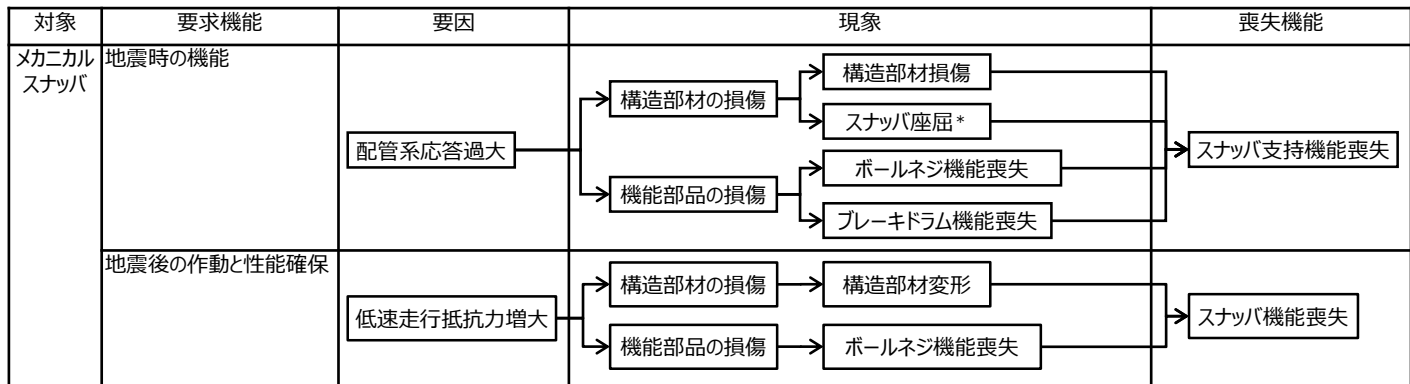 対象
要求機能
要因
現象
喪失機能
メカニカル
スナッバ
地震時の機能
配管系応答過大
構造部材の損傷
構造部材損傷
スナッバ座屈*
機能部品の損傷
ボールネジ機能喪失
ブレーキドラム機能喪失
スナッバ支持機能喪失
地震後の作動と性能確保
低速走行抵抗力増大
構造部材の損傷
構造部材変形
機能部品の損傷
ボールネジ機能喪失
スナッバ機能喪失